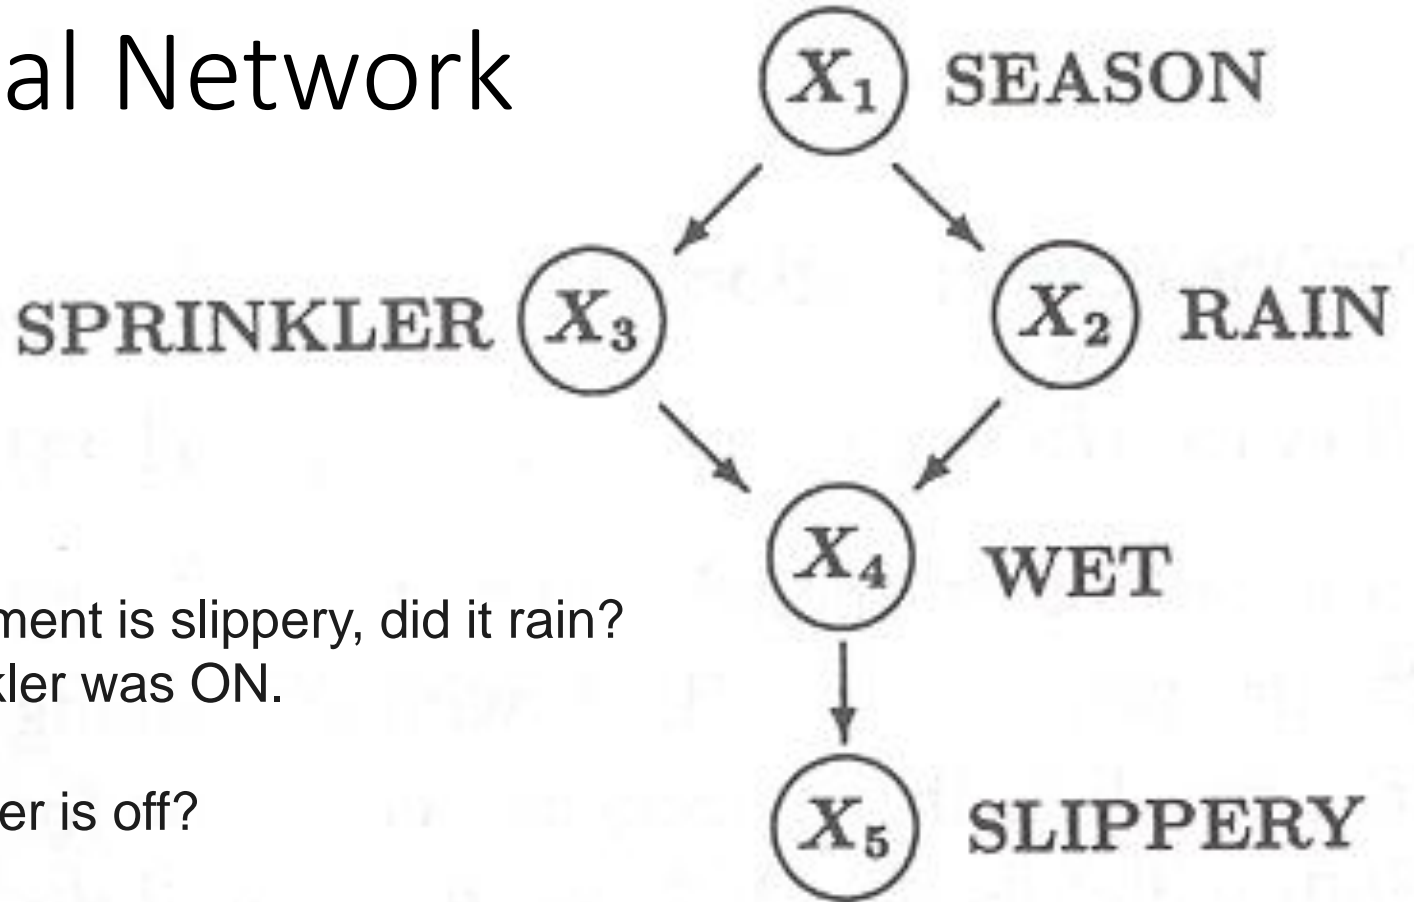 al Network
X₁ SEASON
SPRINKLER X₃ X₂ RAIN
X₄ WET
ment is slippery, did it rain?
kler was ON.
er is off?
X₅ SLIPPERY